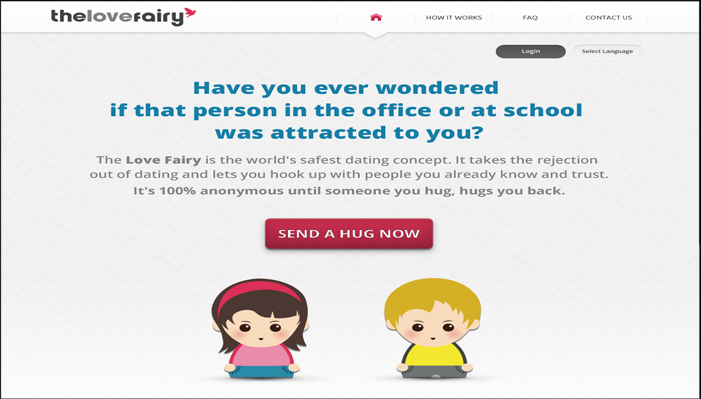 thelovefairy
HOW IT WORKS
FAQ
CONTACT US
Login
Select Language
Have you ever wondered
if that person in the office or at school
was attracted to you?
The Love Fairy is the world's safest dating concept. It takes the rejection
out of dating and lets you hook up with people you already know and trust.
It's 100% anonymous until someone you hug, hugs you back.
SEND A HUG NOW